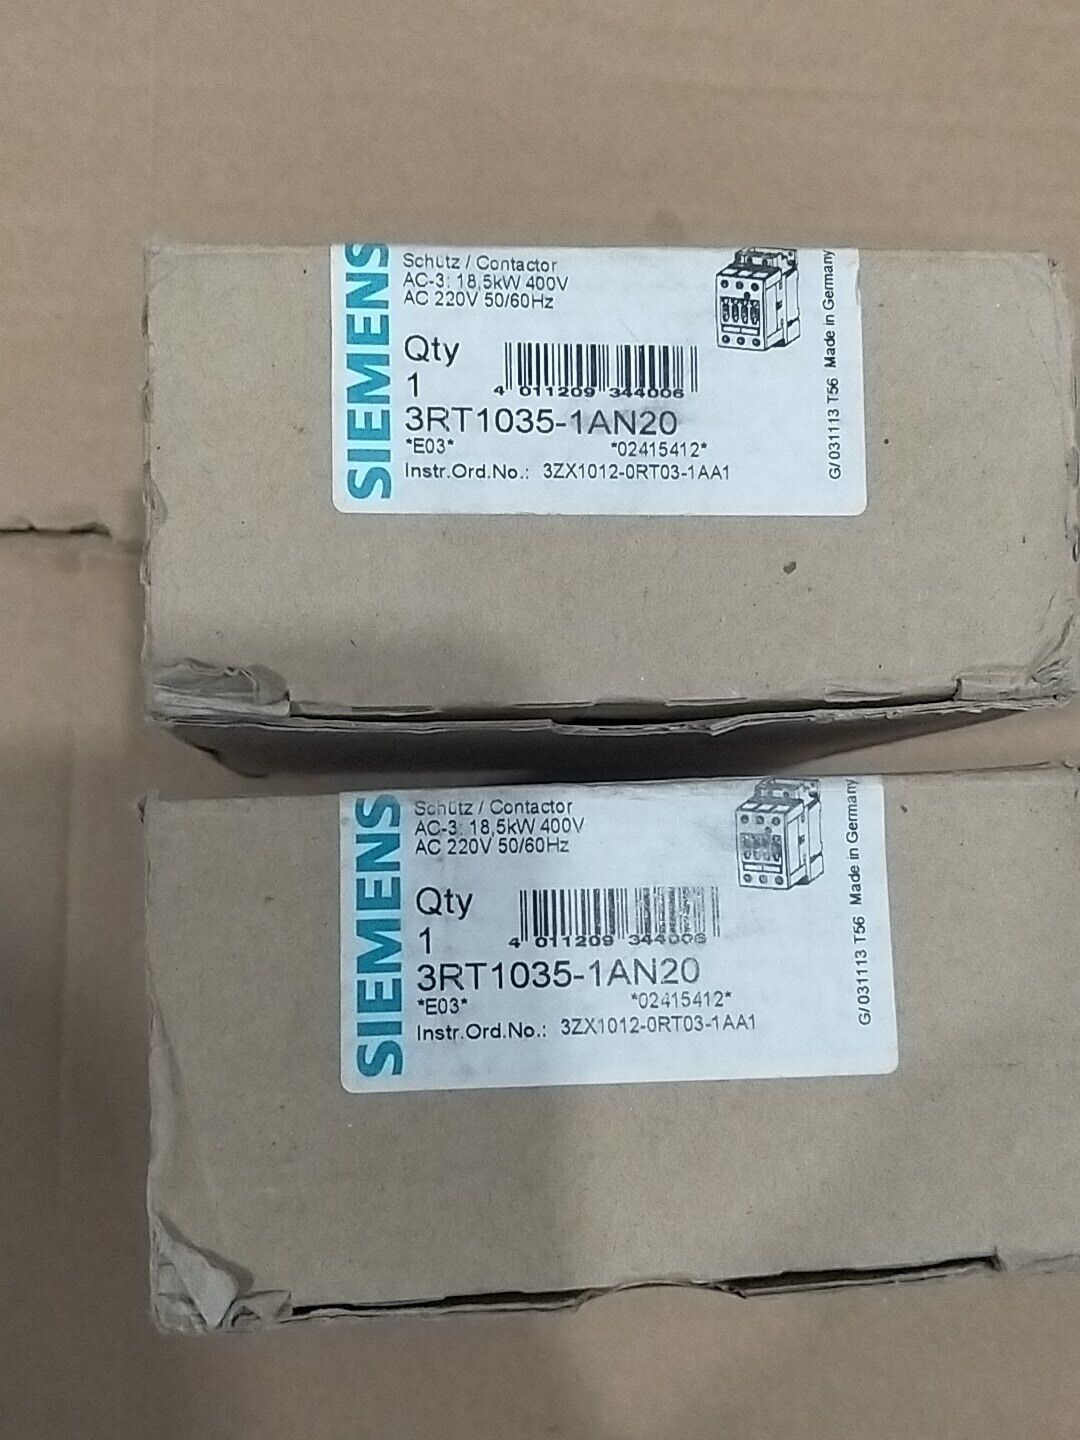 SIEMENS
Schütz / Contactor
AC-3: 18,5kW 400V
AC 220V 50/60Hz
Qty
1
4 011209 344006
3RT1035-1AN20
*E03* *02415412*
Instr.Ord.No.: 3ZX1012-0RT03-1AA1
G/031113 T56 Made in Germany
SIEMENS
Schütz / Contactor
AC-3: 18,5kW 400V
AC 220V 50/60Hz
Qty
1
4 011209 344006
3RT1035-1AN20
*E03* *02415412*
Instr.Ord.No.: 3ZX1012-0RT03-1AA1
G/031113 T56 Made in Germany